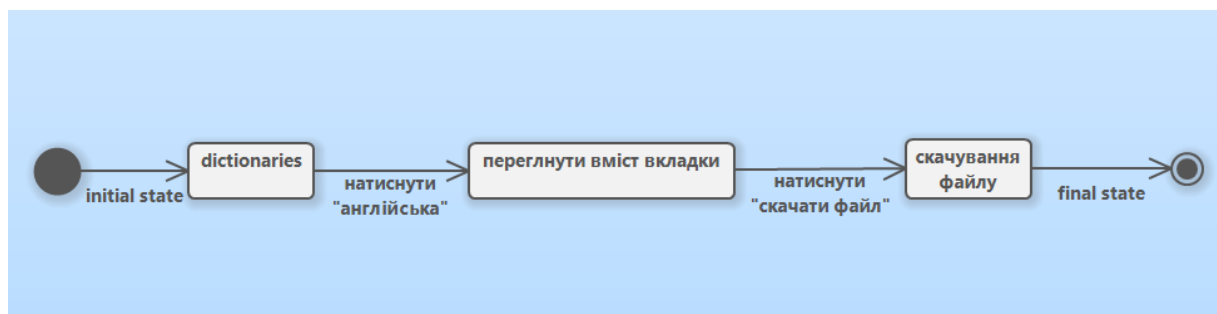 dictionaries
initial state
натиснути
"англійська"
переглнути вміст вкладки
натиснути
"скачати файл"
скачування
файлу
final state